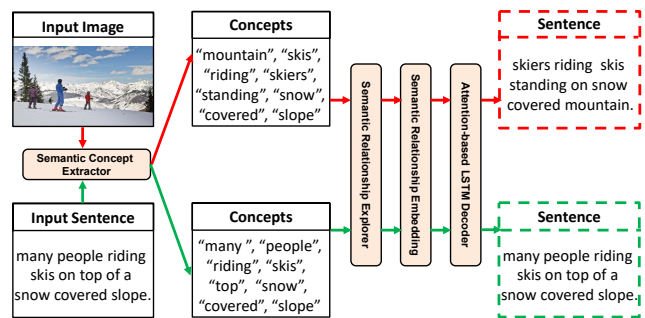 Input Image
Semantic Concept
Extractor
Input Sentence
many people riding
skis on top of a
snow covered slope.
Concepts
“mountain”, “skis”,
“riding”, “skiers”,
“standing”, “snow”,
“covered”, “slope”
Concepts
“many ”, “people”,
“riding”, “skis”,
“top”, “snow”,
“covered”, “slope”
Semantic Relationship Explorer
Semantic Relationship Embedding
Attention-based LSTM Decoder
Sentence
skiers riding skis
standing on snow
covered mountain.
Sentence
many people riding
skis on top of a
snow covered slope.